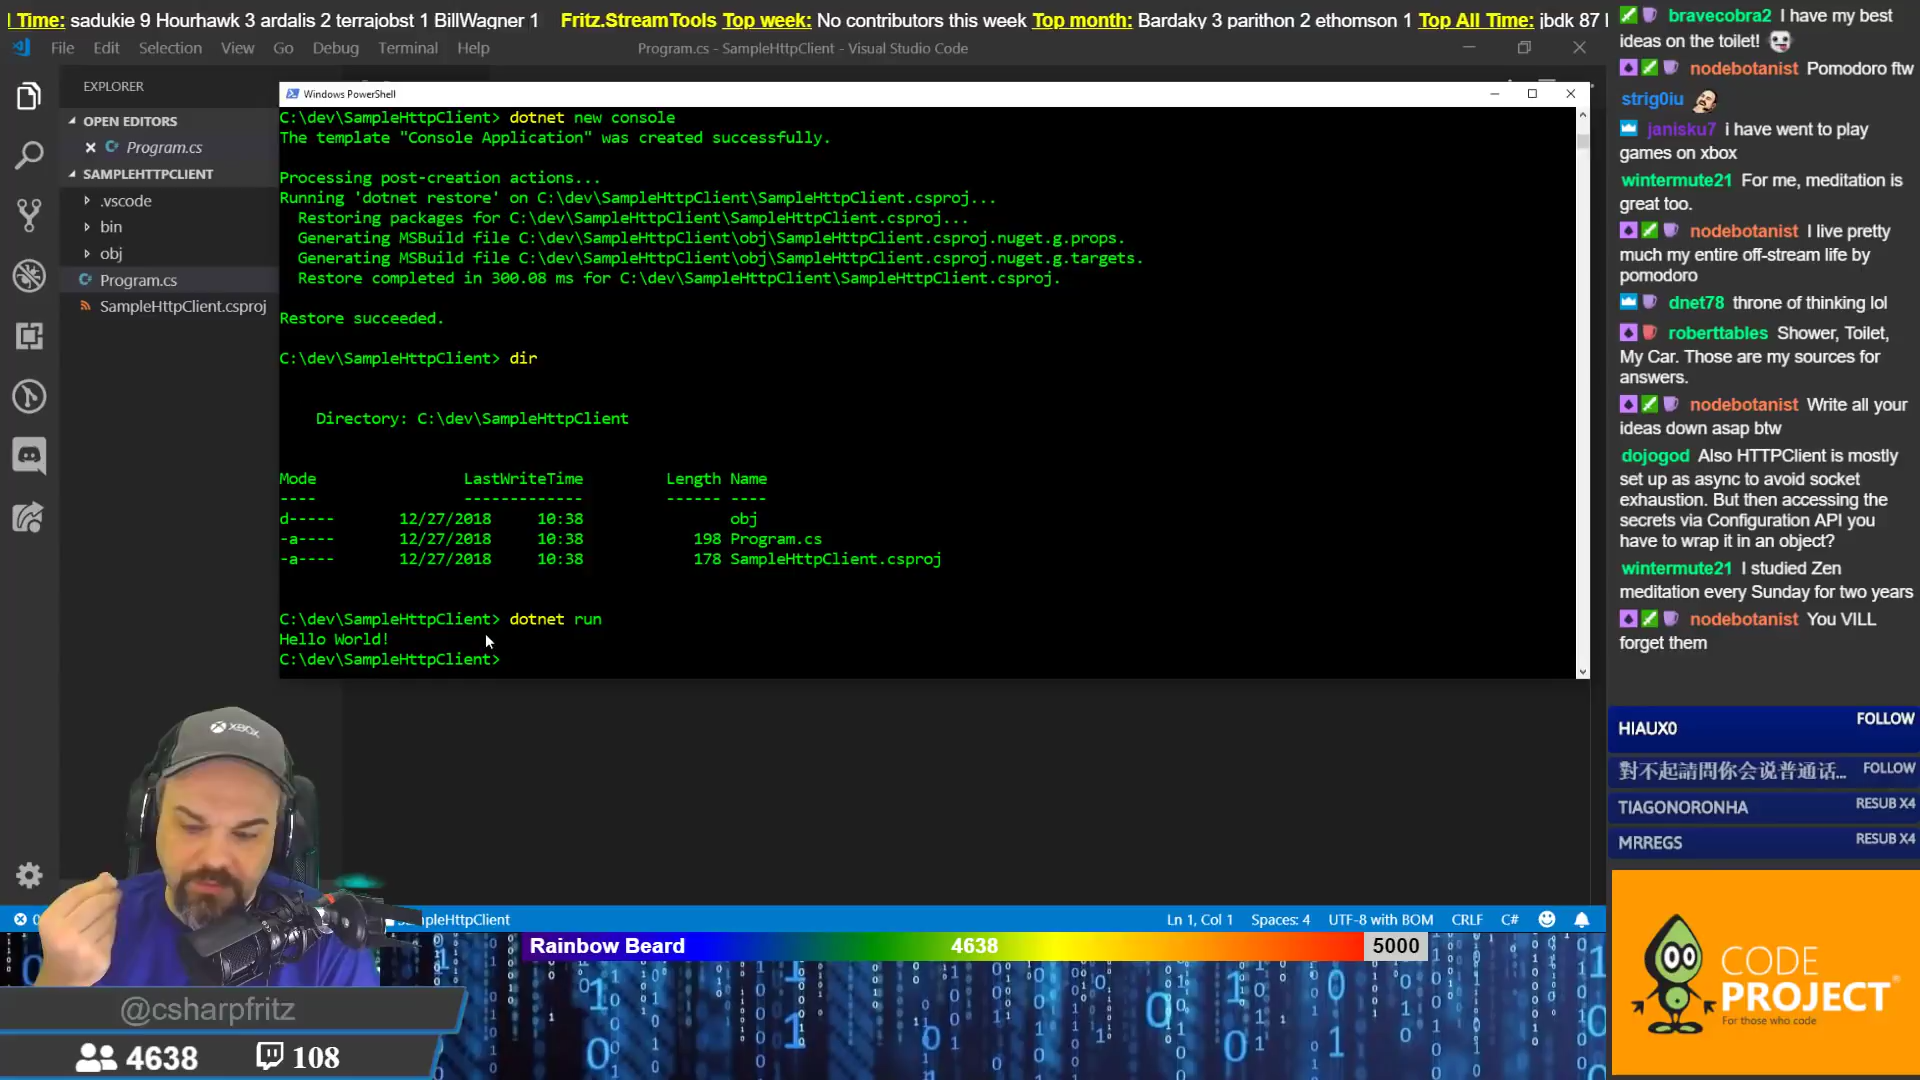 l Time: sadukie 9 Hourhawk 3 ardalis 2 terrajobst 1 BillWagner 1 Fritz.StreamTools Top week: No contributors this week Top month: Bardaky 3 parithon 2 ethomson 1 Top All Time: jbdk 87
File Edit Selection View Go Debug Terminal Help
Program.cs - SampleHttpClient - Visual Studio Code
EXPLORER
OPEN EDITORS
Program.cs
SAMPLEHTTPCLIENT
.vscode
bin
obj
Program.cs
SampleHttpClient.csproj
Windows PowerShell
C:\dev\SampleHttpClient> dotnet new console
The template "Console Application" was created successfully.
Processing post-creation actions...
Running 'dotnet restore' on C:\dev\SampleHttpClient\SampleHttpClient.csproj...
Restoring packages for C:\dev\SampleHttpClient\SampleHttpClient.csproj...
Generating MSBuild file C:\dev\SampleHttpClient\obj\SampleHttpClient.csproj.nuget.g.props.
Generating MSBuild file C:\dev\SampleHttpClient\obj\SampleHttpClient.csproj.nuget.g.targets.
Restore completed in 300.08 ms for C:\dev\SampleHttpClient\SampleHttpClient.csproj.
Restore succeeded.
C:\dev\SampleHttpClient> dir
Directory: C:\dev\SampleHttpClient
Mode LastWriteTime Length Name
---- ------------- ------ ----
d----- 12/27/2018 10:38 obj
-a---- 12/27/2018 10:38 198 Program.cs
-a---- 12/27/2018 10:38 178 SampleHttpClient.csproj
C:\dev\SampleHttpClient> dotnet run
Hello World!
C:\dev\SampleHttpClient>
XBOX
0
Ln 1, Col 1 Spaces: 4 UTF-8 with BOM CRLF C#
Rainbow Beard 4638 5000
@csharpfritz
4638 108
bravecobra2 I have my best
ideas on the toilet!
nodebotanist Pomodoro ftw
strig0iu
janisku7 i have went to play
games on xbox
wintermute21 For me, meditation is
great too.
nodebotanist I live pretty
much my entire off-stream life by
pomodoro
dnet78 throne of thinking lol
roberttables Shower, Toilet,
My Car. Those are my sources for
answers.
nodebotanist Write all your
ideas down asap btw
dojogod Also HTTPClient is mostly
set up as async to avoid socket
exhaustion. But then accessing the
secrets via Configuration API you
have to wrap it in an object?
wintermute21 I studied Zen
meditation every Sunday for two years
nodebotanist You VILL
forget them
HIAUX0 FOLLOW
對不起請問你会说普通话... FOLLOW
TIAGONORONHA RESUB X4
MRREGS RESUB X4
CODE
PROJECT®
For those who code